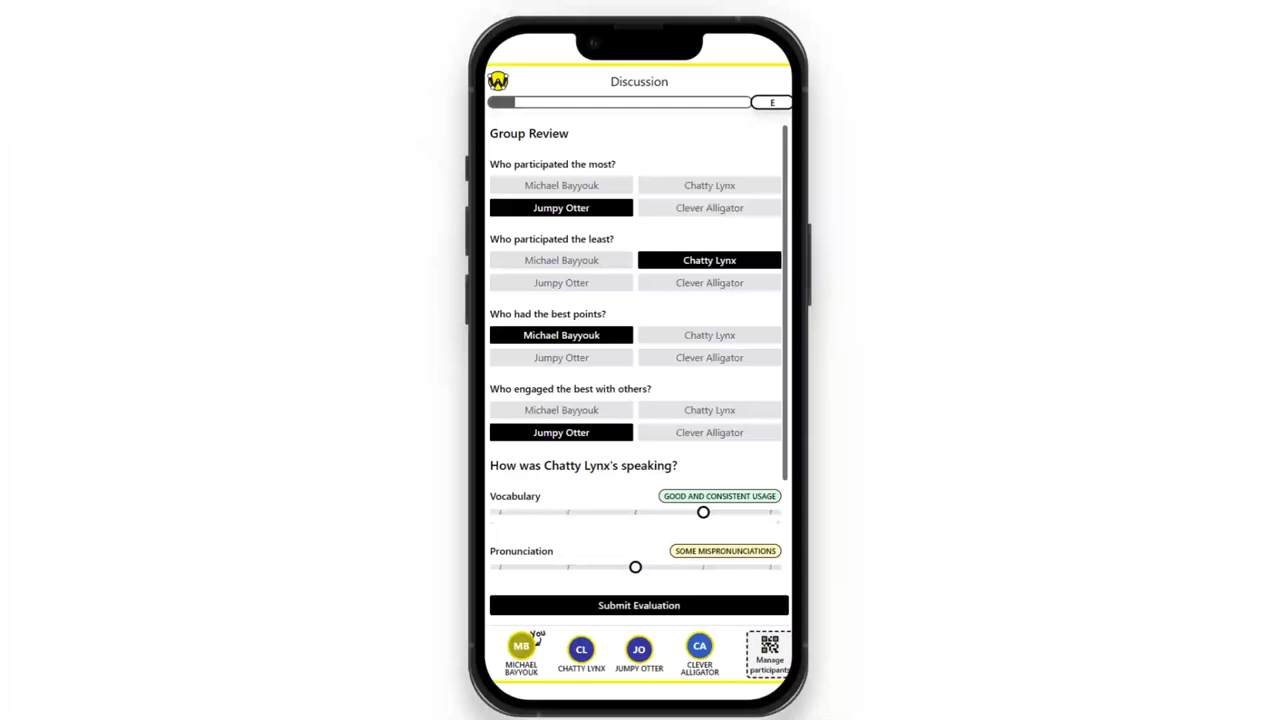 Discussion
E
Group Review
Who participated the most?
Michael Bayyouk
Chatty Lynx
Jumpy Otter
Clever Alligator
Who participated the least?
Michael Bayyouk
Chatty Lynx
Jumpy Otter
Clever Alligator
Who had the best points?
Michael Bayyouk
Chatty Lynx
Jumpy Otter
Clever Alligator
Who engaged the best with others?
Michael Bayyouk
Chatty Lynx
Jumpy Otter
Clever Alligator
How was Chatty Lynx's speaking?
Vocabulary
GOOD AND CONSISTENT USAGE
Pronunciation
SOME MISPRONUNCIATIONS
Submit Evaluation
You
MB
MICHAEL
BAYYOUK
CL
CHATTY LYNX
JO
JUMPY OTTER
CA
CLEVER
ALLIGATOR
Manage
participants